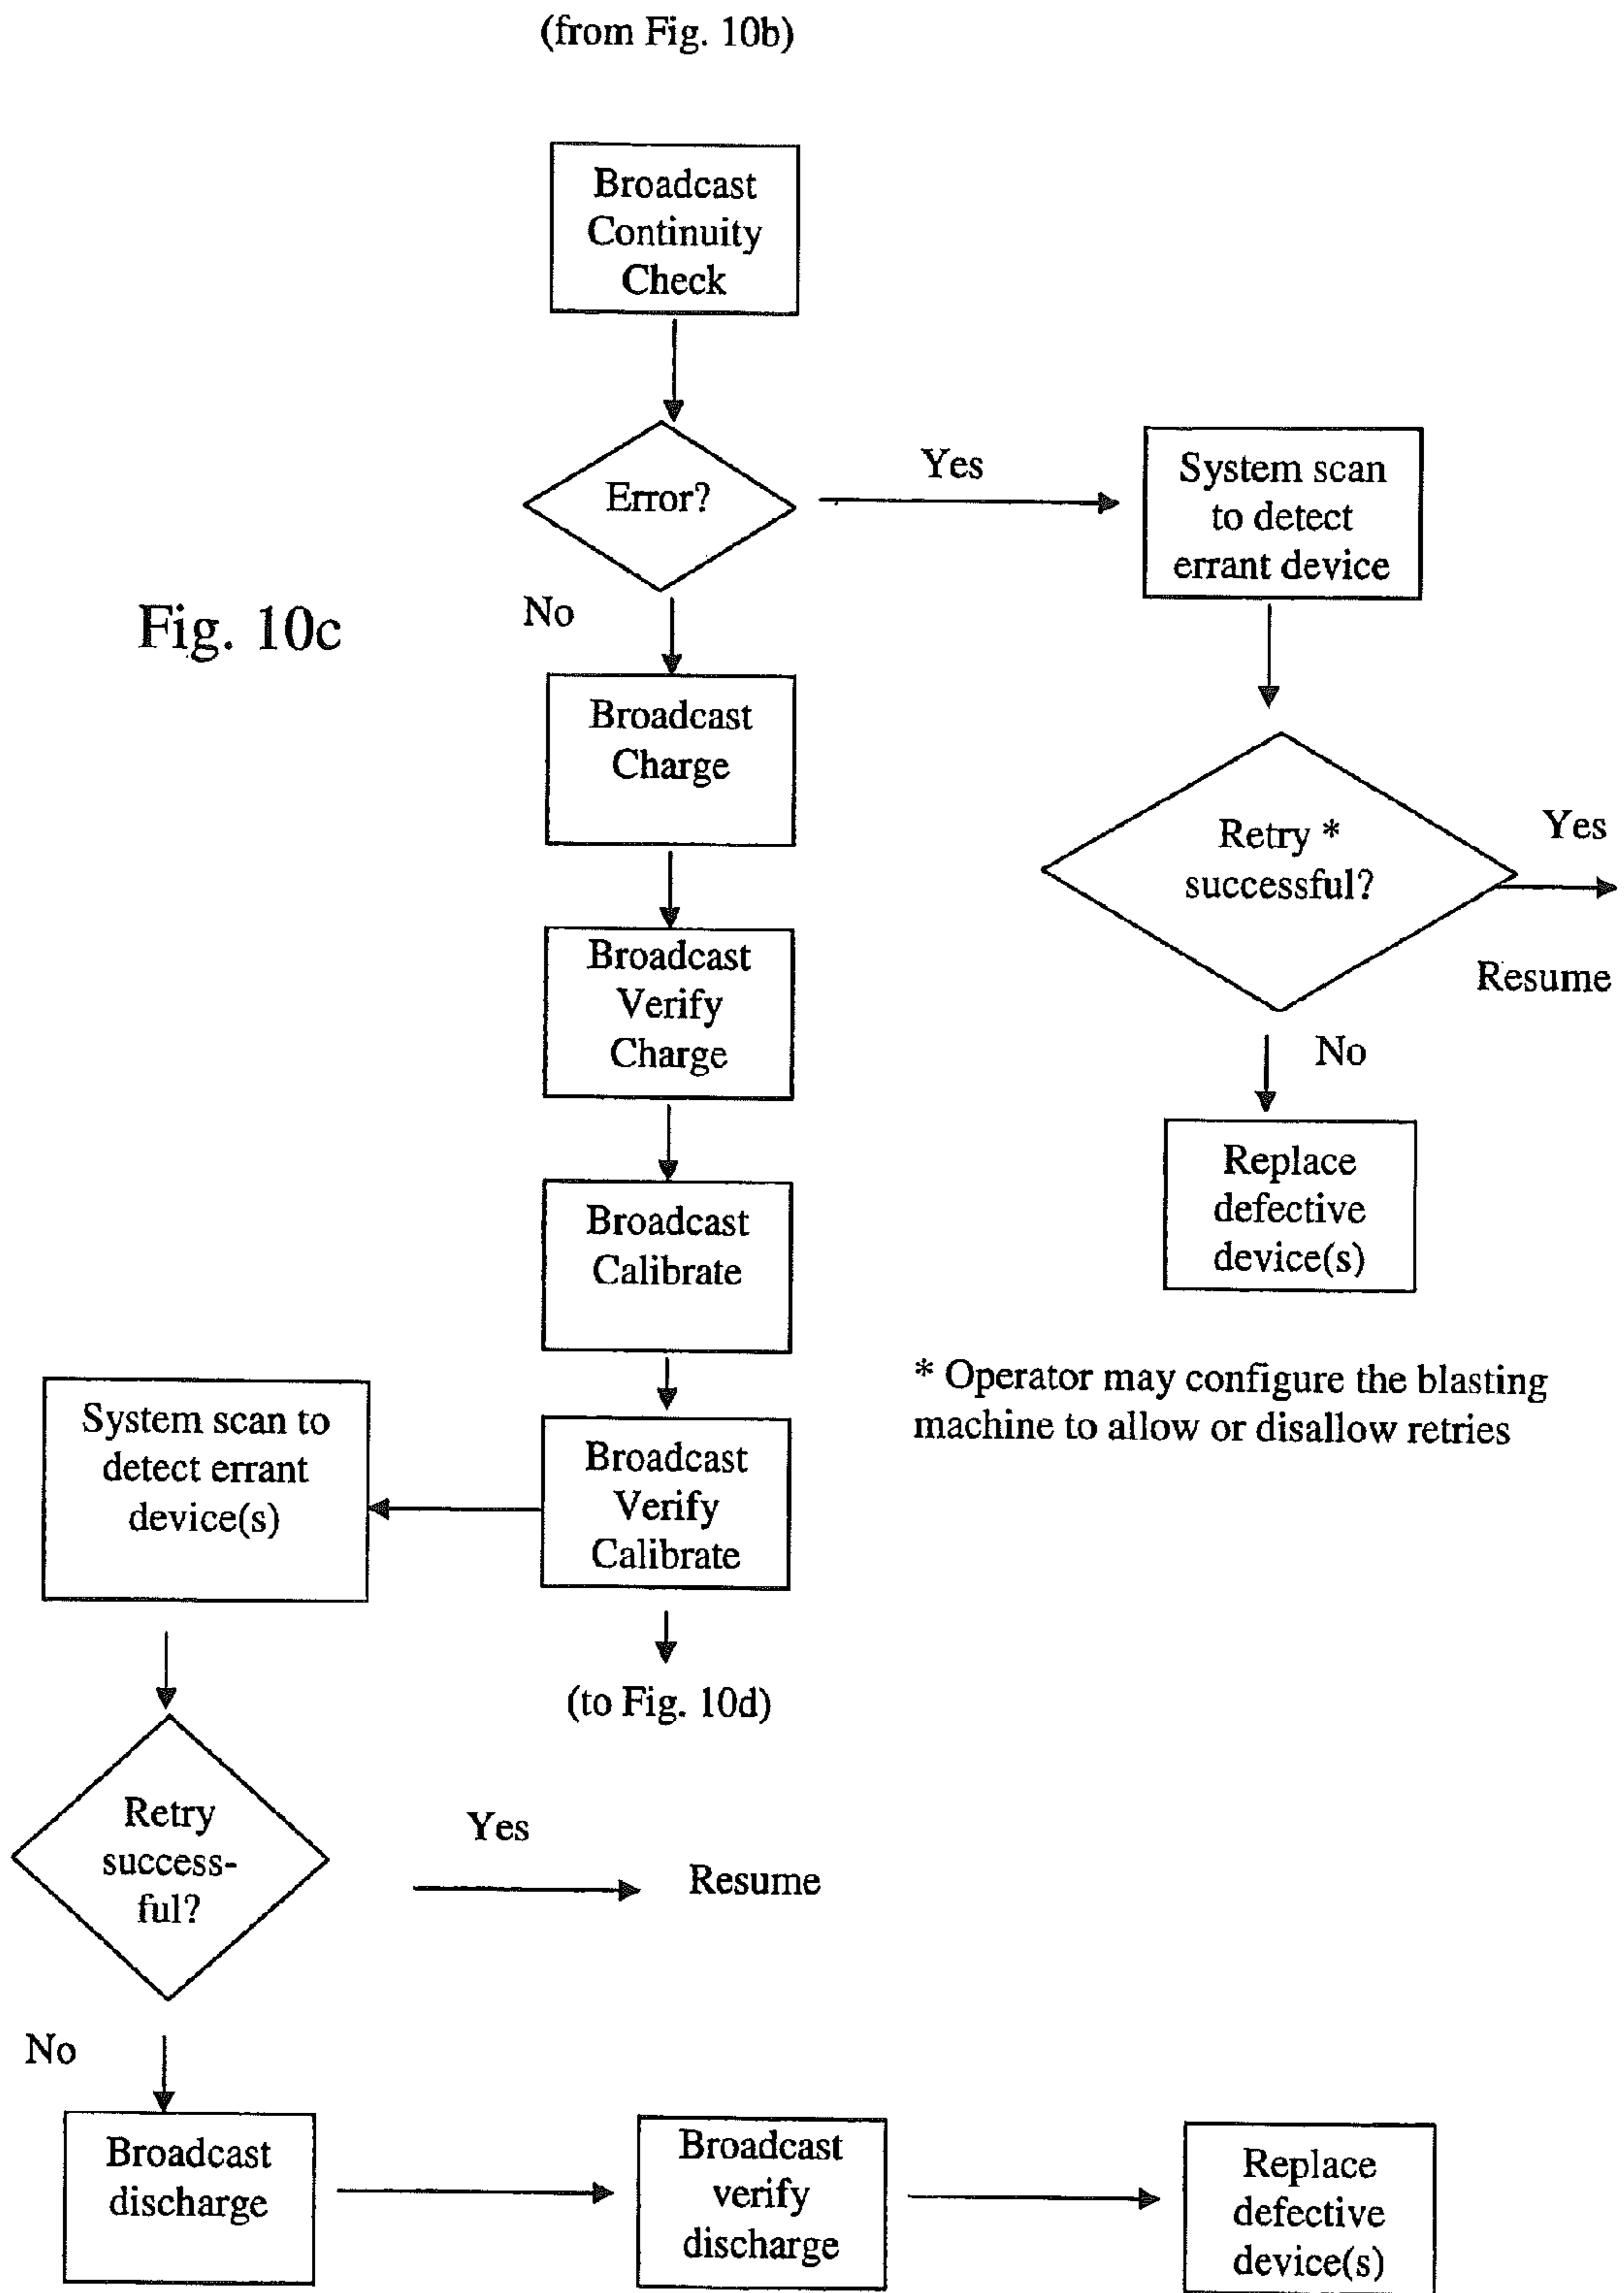 (from Fig. 10b)
Broadcast
Continuity
Check
Error?
Yes
System scan
to detect
errant device
No
Fig. 10c
Broadcast
Charge
Retry *
successful?
Yes
Resume
Broadcast
Verify
Charge
No
Replace
defective
device(s)
Broadcast
Calibrate
* Operator may configure the blasting
machine to allow or disallow retries
System scan to
detect errant
device(s)
Broadcast
Verify
Calibrate
(to Fig. 10d)
Retry
success-
ful?
Yes
Resume
No
Broadcast
discharge
Broadcast
verify
discharge
Replace
defective
device(s)